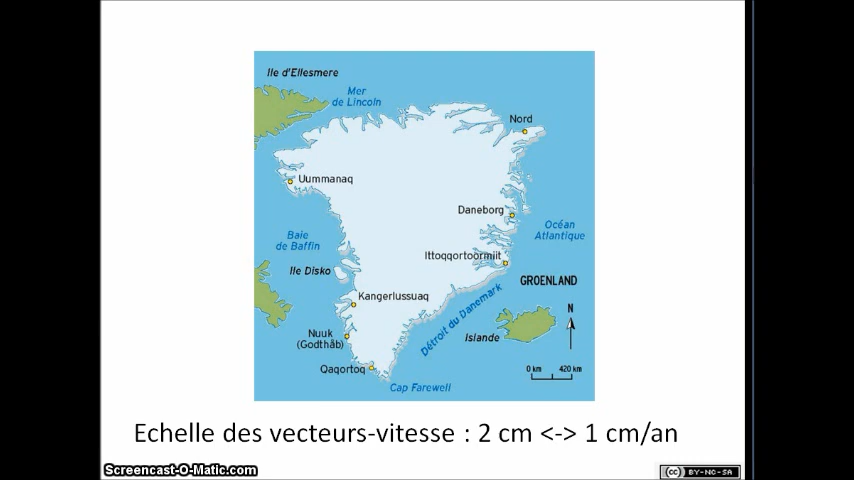 Ile d'Ellesmere
Mer
de Lincoln
Nord
Uummanaq
Daneborg
Océan
Atlantique
Baie
de Baffin
Ittoqqortoormiit
Ile Disko
GROENLAND
Kangerlussuaq
Détroit du Danemark
N
Nuuk
(Godthåb)
Islande
Qaqortoq
0 km 420 km
Cap Farewell
Echelle des vecteurs-vitesse : 2 cm <-> 1 cm/an
Screencast-O-Matic.com
cc BY-NC-SA